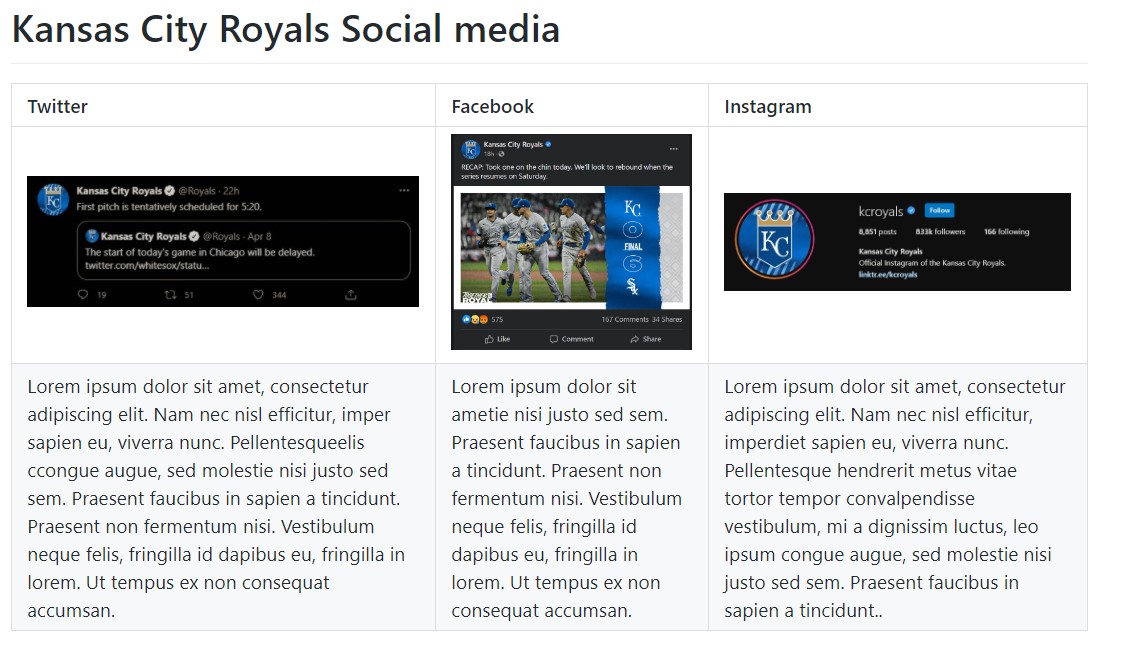 Kansas City Royals Social media
Twitter
Facebook
Instagram
Kansas City Royals @Royals · 22h
First pitch is tentatively scheduled for 5:20.
Kansas City Royals @Royals · Apr 8
The start of today's game in Chicago will be delayed.
twitter.com/whitesox/statu...
19 51 344
Kansas City Royals
18h ·
RECAP: Took one on the chin today. We'll look to rebound when the
series resumes on Saturday.
KC
0
FINAL
6
Sox
TOGETHER
ROYAL
575 167 Comments 34 Shares
Like Comment Share
KC
kcroyals Follow
8,851 posts 833k followers 166 following
Kansas City Royals
Official Instagram of the Kansas City Royals.
linktr.ee/kcroyals
Lorem ipsum dolor sit amet, consectetur
adipiscing elit. Nam nec nisl efficitur, imper
sapien eu, viverra nunc. Pellentesqueelis
ccongue augue, sed molestie nisi justo sed
sem. Praesent faucibus in sapien a tincidunt.
Praesent non fermentum nisi. Vestibulum
neque felis, fringilla id dapibus eu, fringilla in
lorem. Ut tempus ex non consequat
accumsan.
Lorem ipsum dolor sit
ametie nisi justo sed sem.
Praesent faucibus in sapien
a tincidunt. Praesent non
fermentum nisi. Vestibulum
neque felis, fringilla id
dapibus eu, fringilla in
lorem. Ut tempus ex non
consequat accumsan.
Lorem ipsum dolor sit amet, consectetur
adipiscing elit. Nam nec nisl efficitur,
imperdiet sapien eu, viverra nunc.
Pellentesque hendrerit metus vitae
tortor tempor convalpendisse
vestibulum, mi a dignissim luctus, leo
ipsum congue augue, sed molestie nisi
justo sed sem. Praesent faucibus in
sapien a tincidunt..